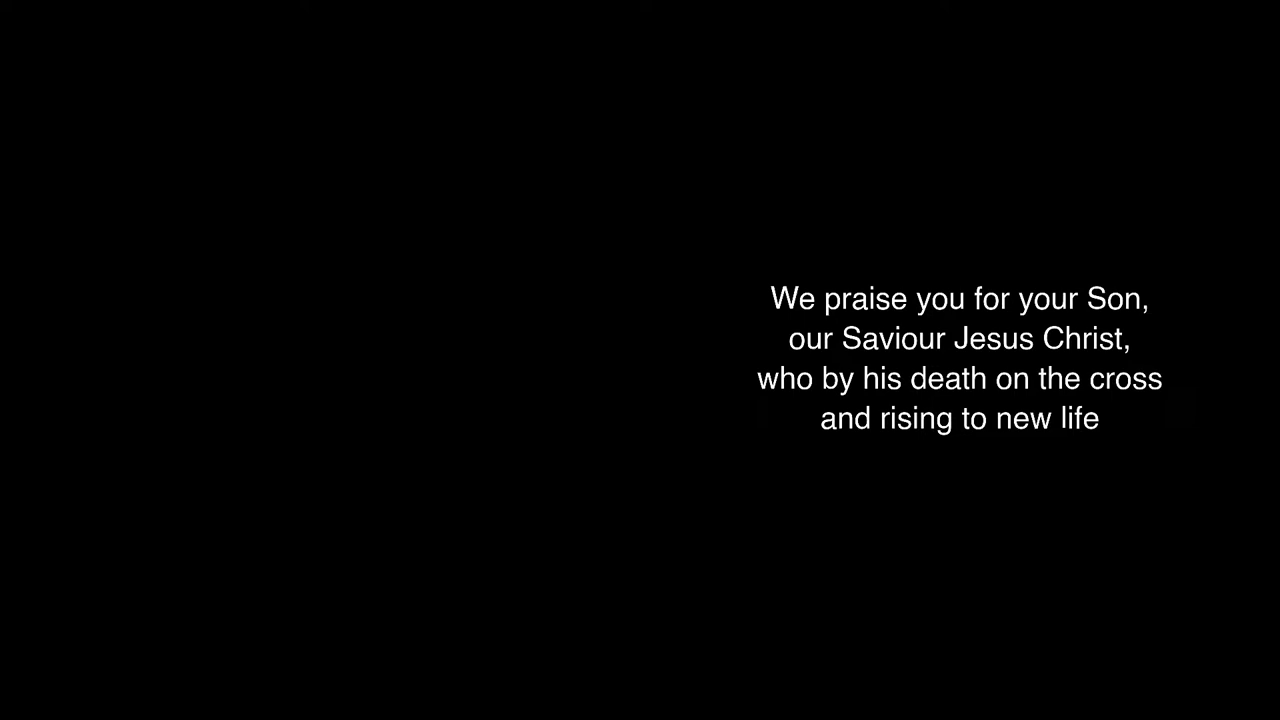 We praise you for your Son,
our Saviour Jesus Christ,
who by his death on the cross
and rising to new life